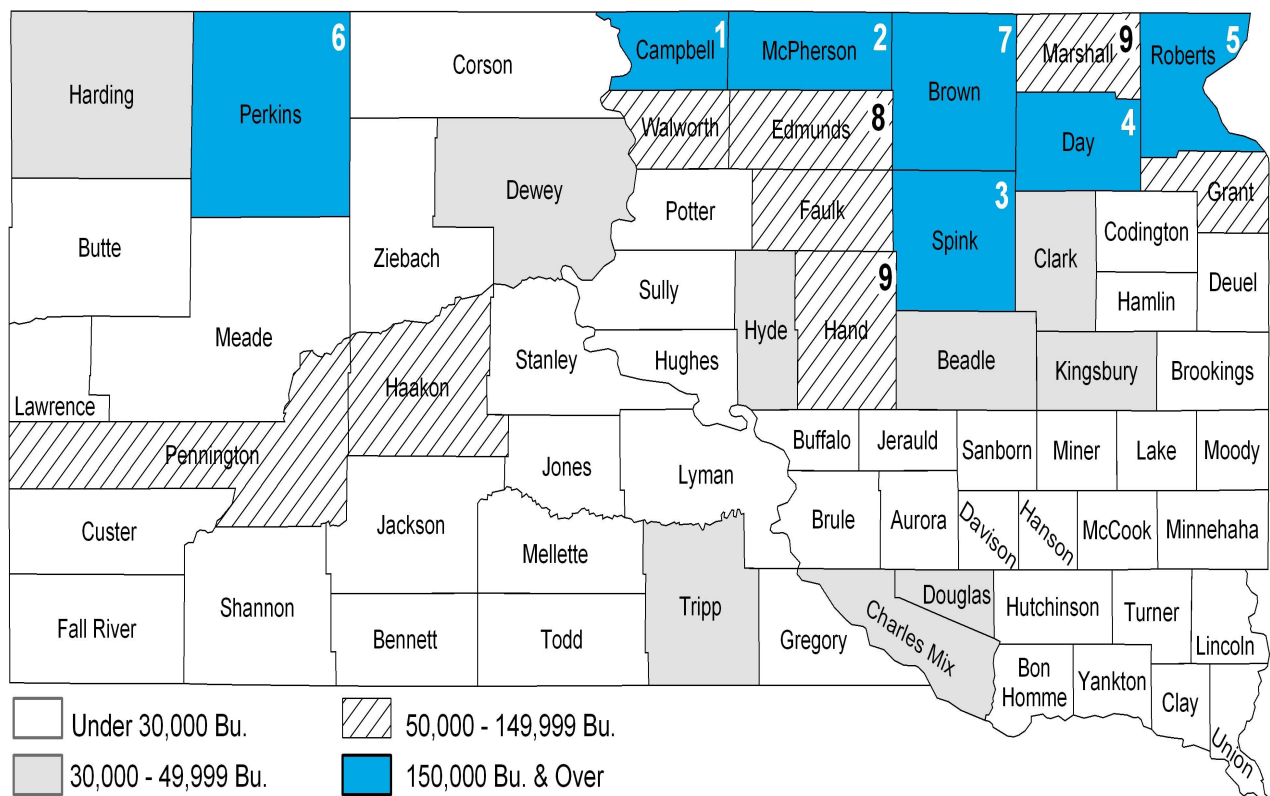 6
1
2
7
9
5
Harding
Perkins
Corson
Campbell
McPherson
Brown
Marshall
Roberts
Walworth
Edmunds
8
Day
4
Dewey
Potter
Faulk
3
Spink
Grant
Butte
Ziebach
Clark
Codington
Deuel
Meade
Sully
Hyde
9
Hand
Hamlin
Stanley
Hughes
Beadle
Kingsbury
Brookings
Lawrence
Haakon
Pennington
Jones
Lyman
Buffalo
Jerauld
Sanborn
Miner
Lake
Moody
Custer
Jackson
Mellette
Brule
Aurora
Davison
Hanson
McCook
Minnehaha
Fall River
Shannon
Bennett
Todd
Tripp
Gregory
Charles Mix
Douglas
Hutchinson
Turner
Lincoln
Bon
Homme
Yankton
Clay
Union
Under 30,000 Bu.
50,000 - 149,999 Bu.
30,000 - 49,999 Bu.
150,000 Bu. & Over